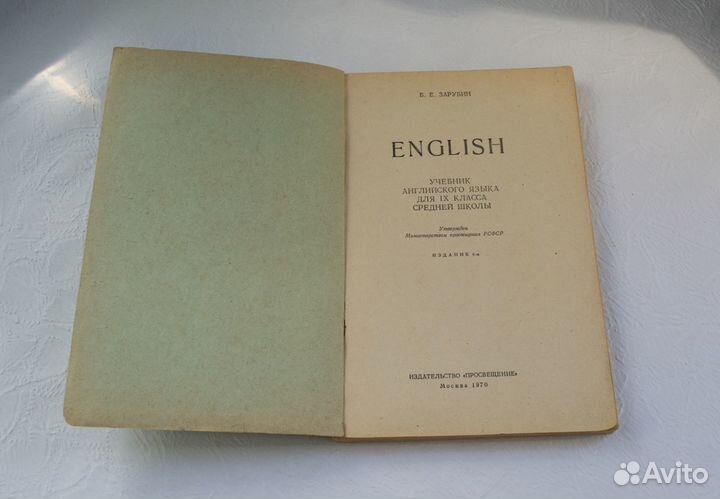 Б. Е. ЗАРУБИН
ENGLISH
УЧЕБНИК
АНГЛИЙСКОГО ЯЗЫКА
ДЛЯ IX КЛАССА
СРЕДНЕЙ ШКОЛЫ
Утвержден
Министерством просвещения РСФСР
ИЗДАНИЕ
ИЗДАТЕЛЬСТВО «ПРОСВЕЩЕНИЕ»
Москва 1970
Avito